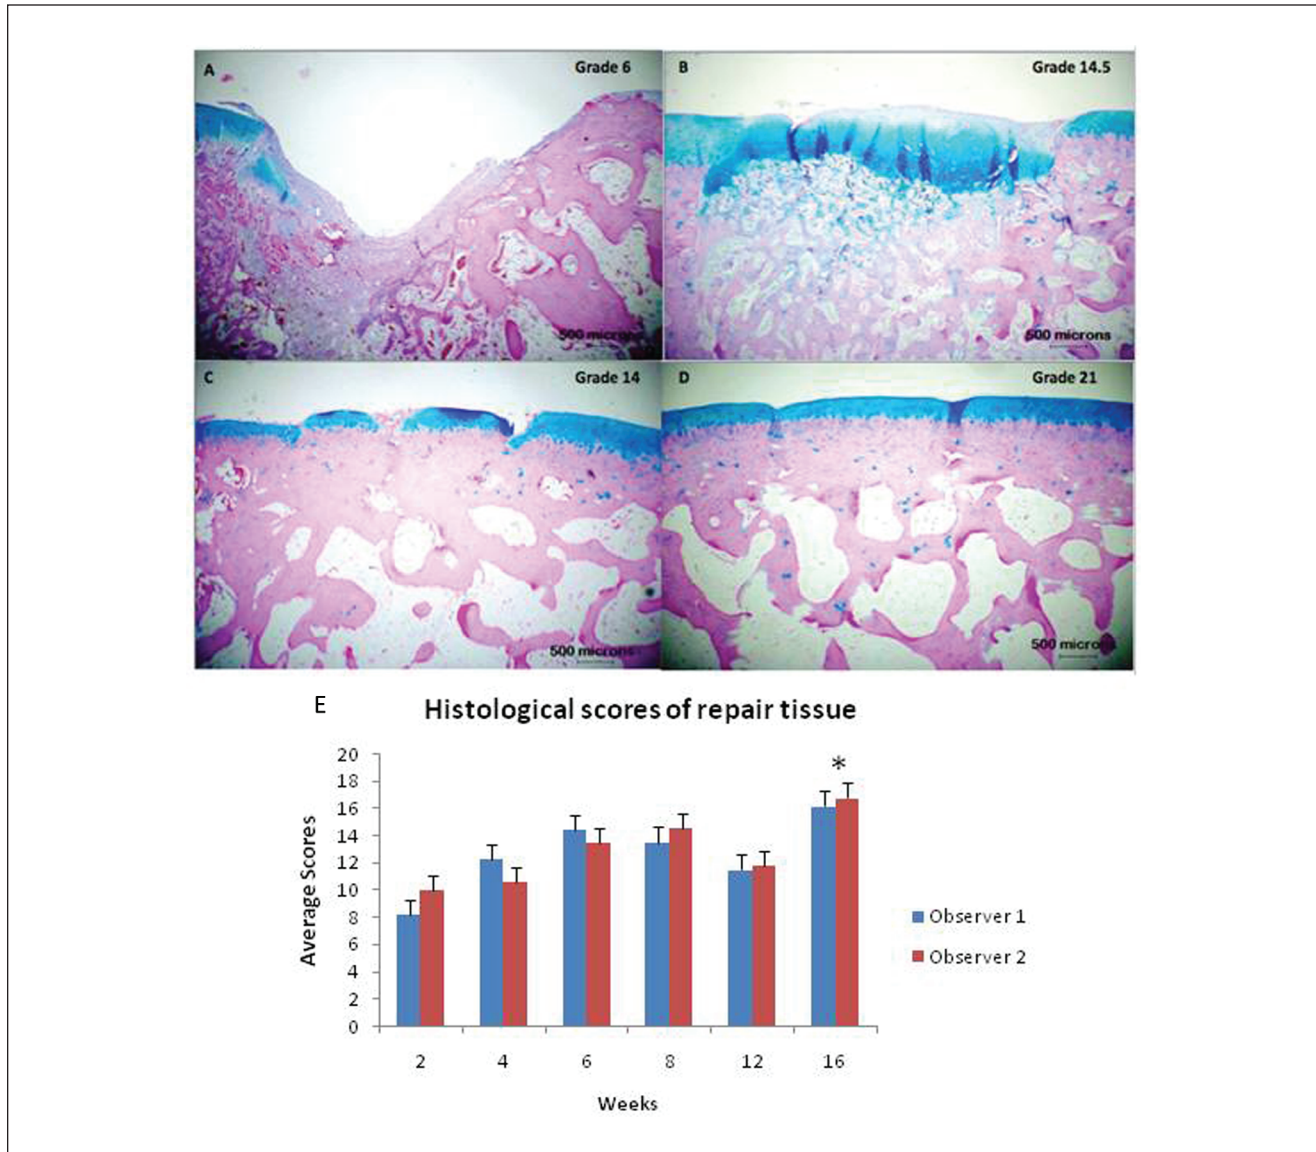 A Grade 6
B Grade 14.5
500 microns
500 microns
C Grade 14
D Grade 21
500 microns
500 micro
E
Histological scores of repair tissue
20
18
16
14
12
10
8
6
4
2
0
Average Scores
*
Observer 1
Observer 2
2 4 6 8 12 16
Weeks